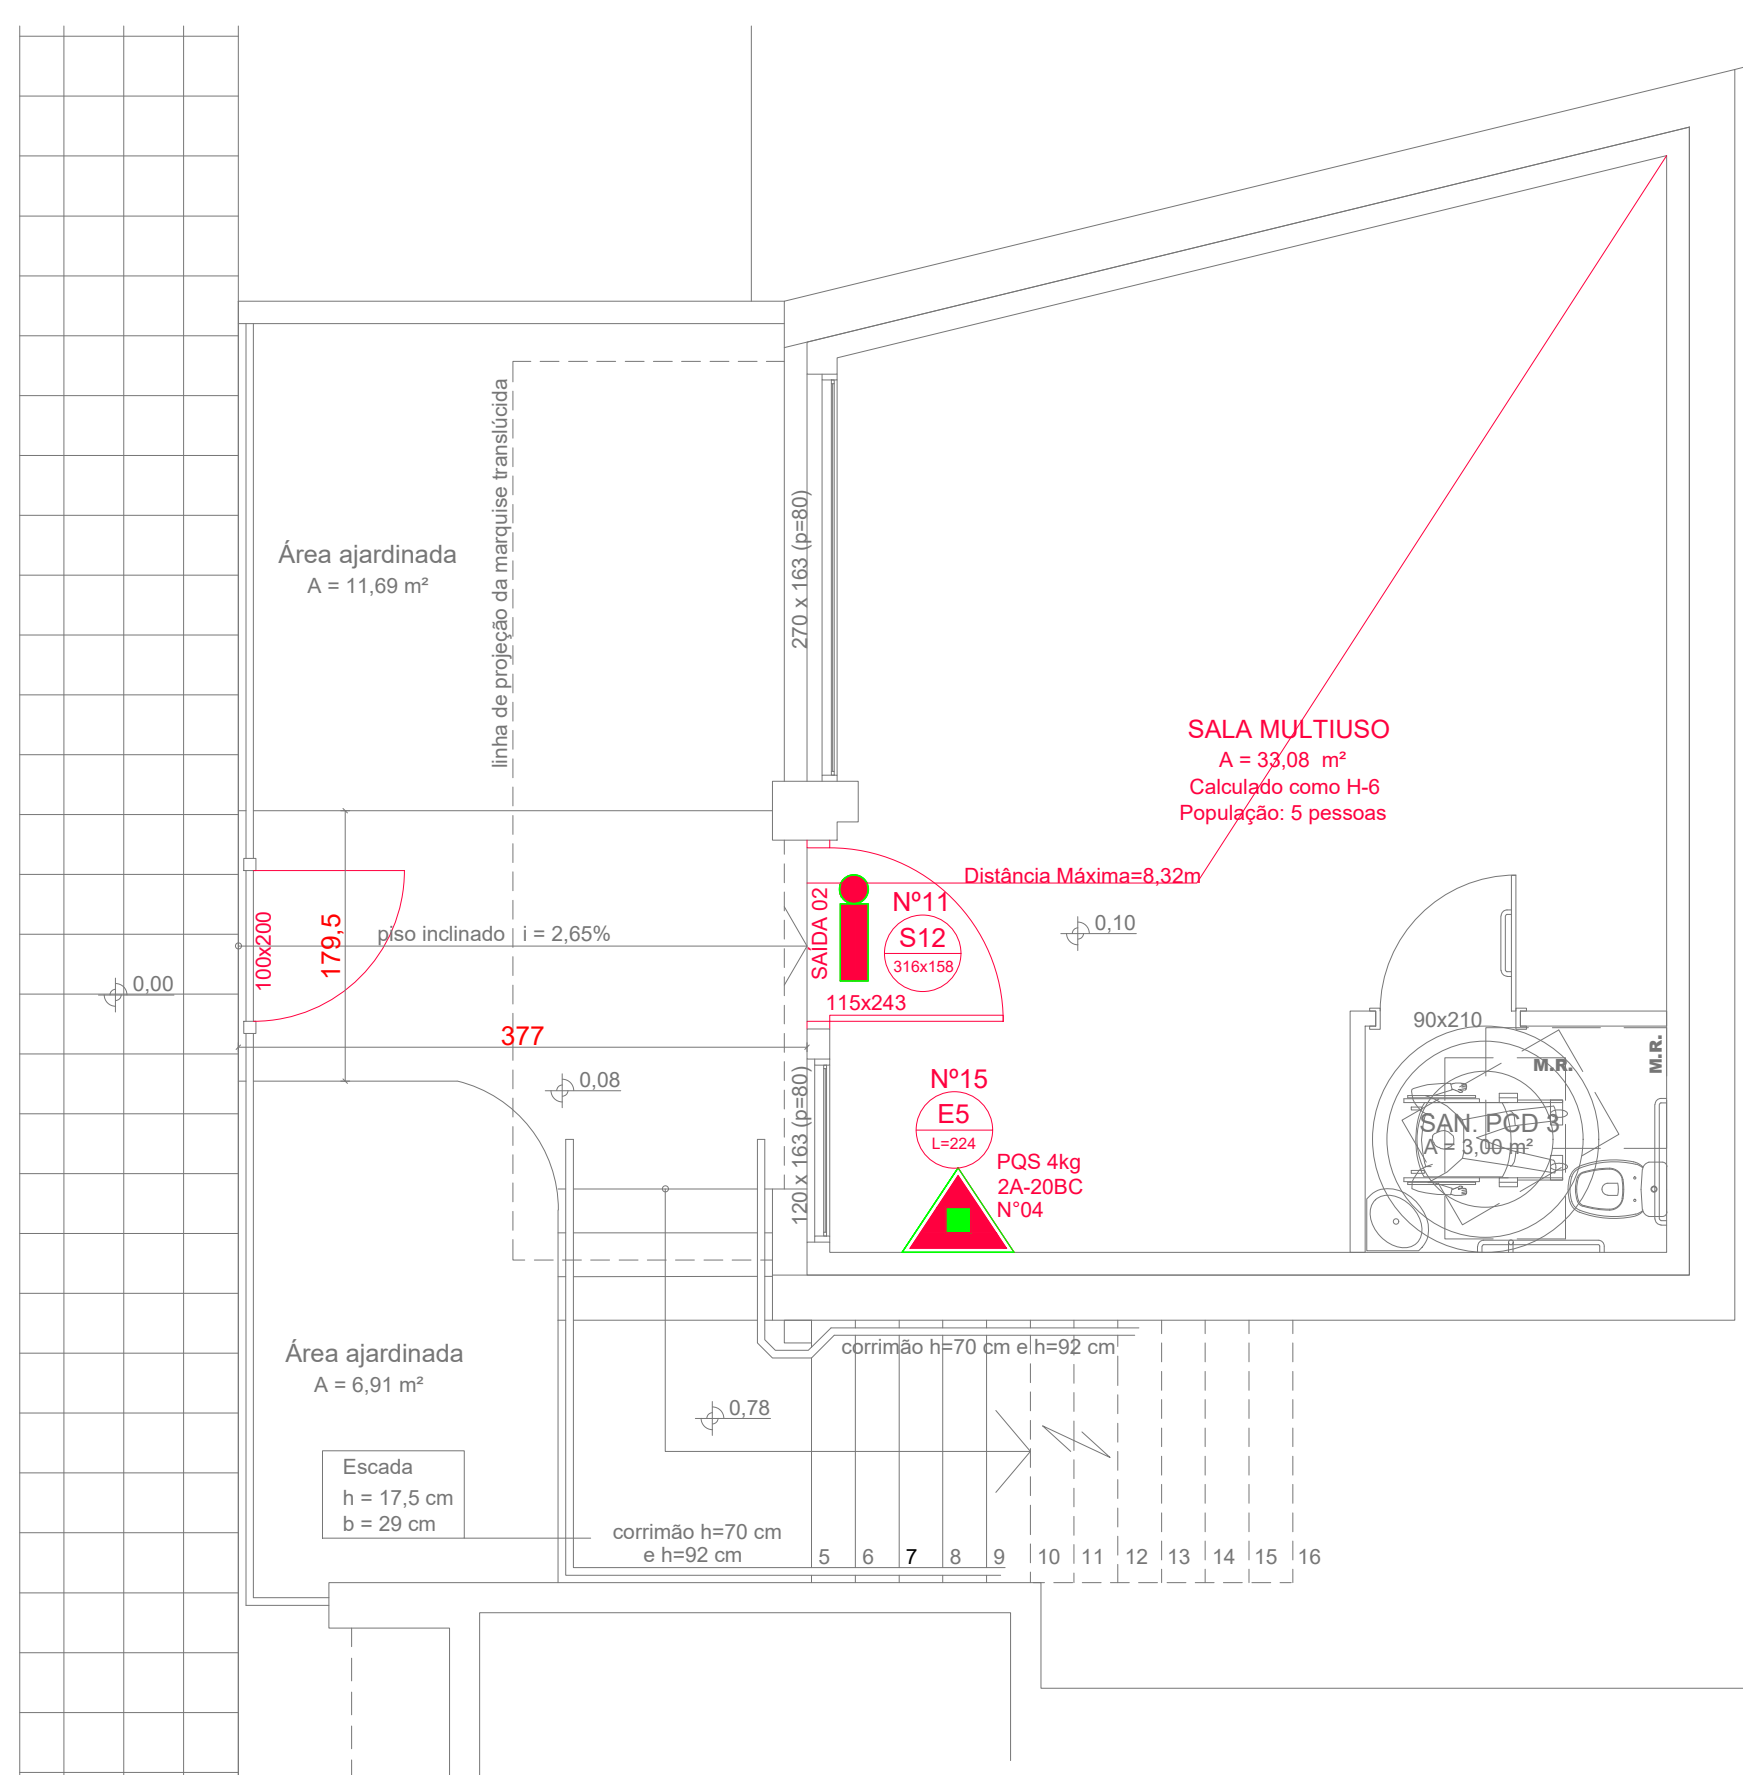 linha de projeção da marquise translúcida
Área ajardinada
A = 11,69 m²
270 x 163 (p=80)
SALA MULTIUSO
A = 33,08 m²
Calculado como H-6
População: 5 pessoas
Distância Máxima=8,32m
Nº11
S12
316x158
SAÍDA 02
115x243
0,10
100x200
179,5
piso inclinado i = 2,65%
0,00
377
0,08
90x210
M.R.
M.R.
SAN. PCD 3
A = 3,00 m²
120 x 163 (p=80)
Nº15
E5
L=224
PQS 4kg
2A-20BC
N°04
Área ajardinada
A = 6,91 m²
corrimão h=70 cm e h=92 cm
0,78
Escada
h = 17,5 cm
b = 29 cm
corrimão h=70 cm
e h=92 cm
5 6 7 8 9 10 11 12 13 14 15 16